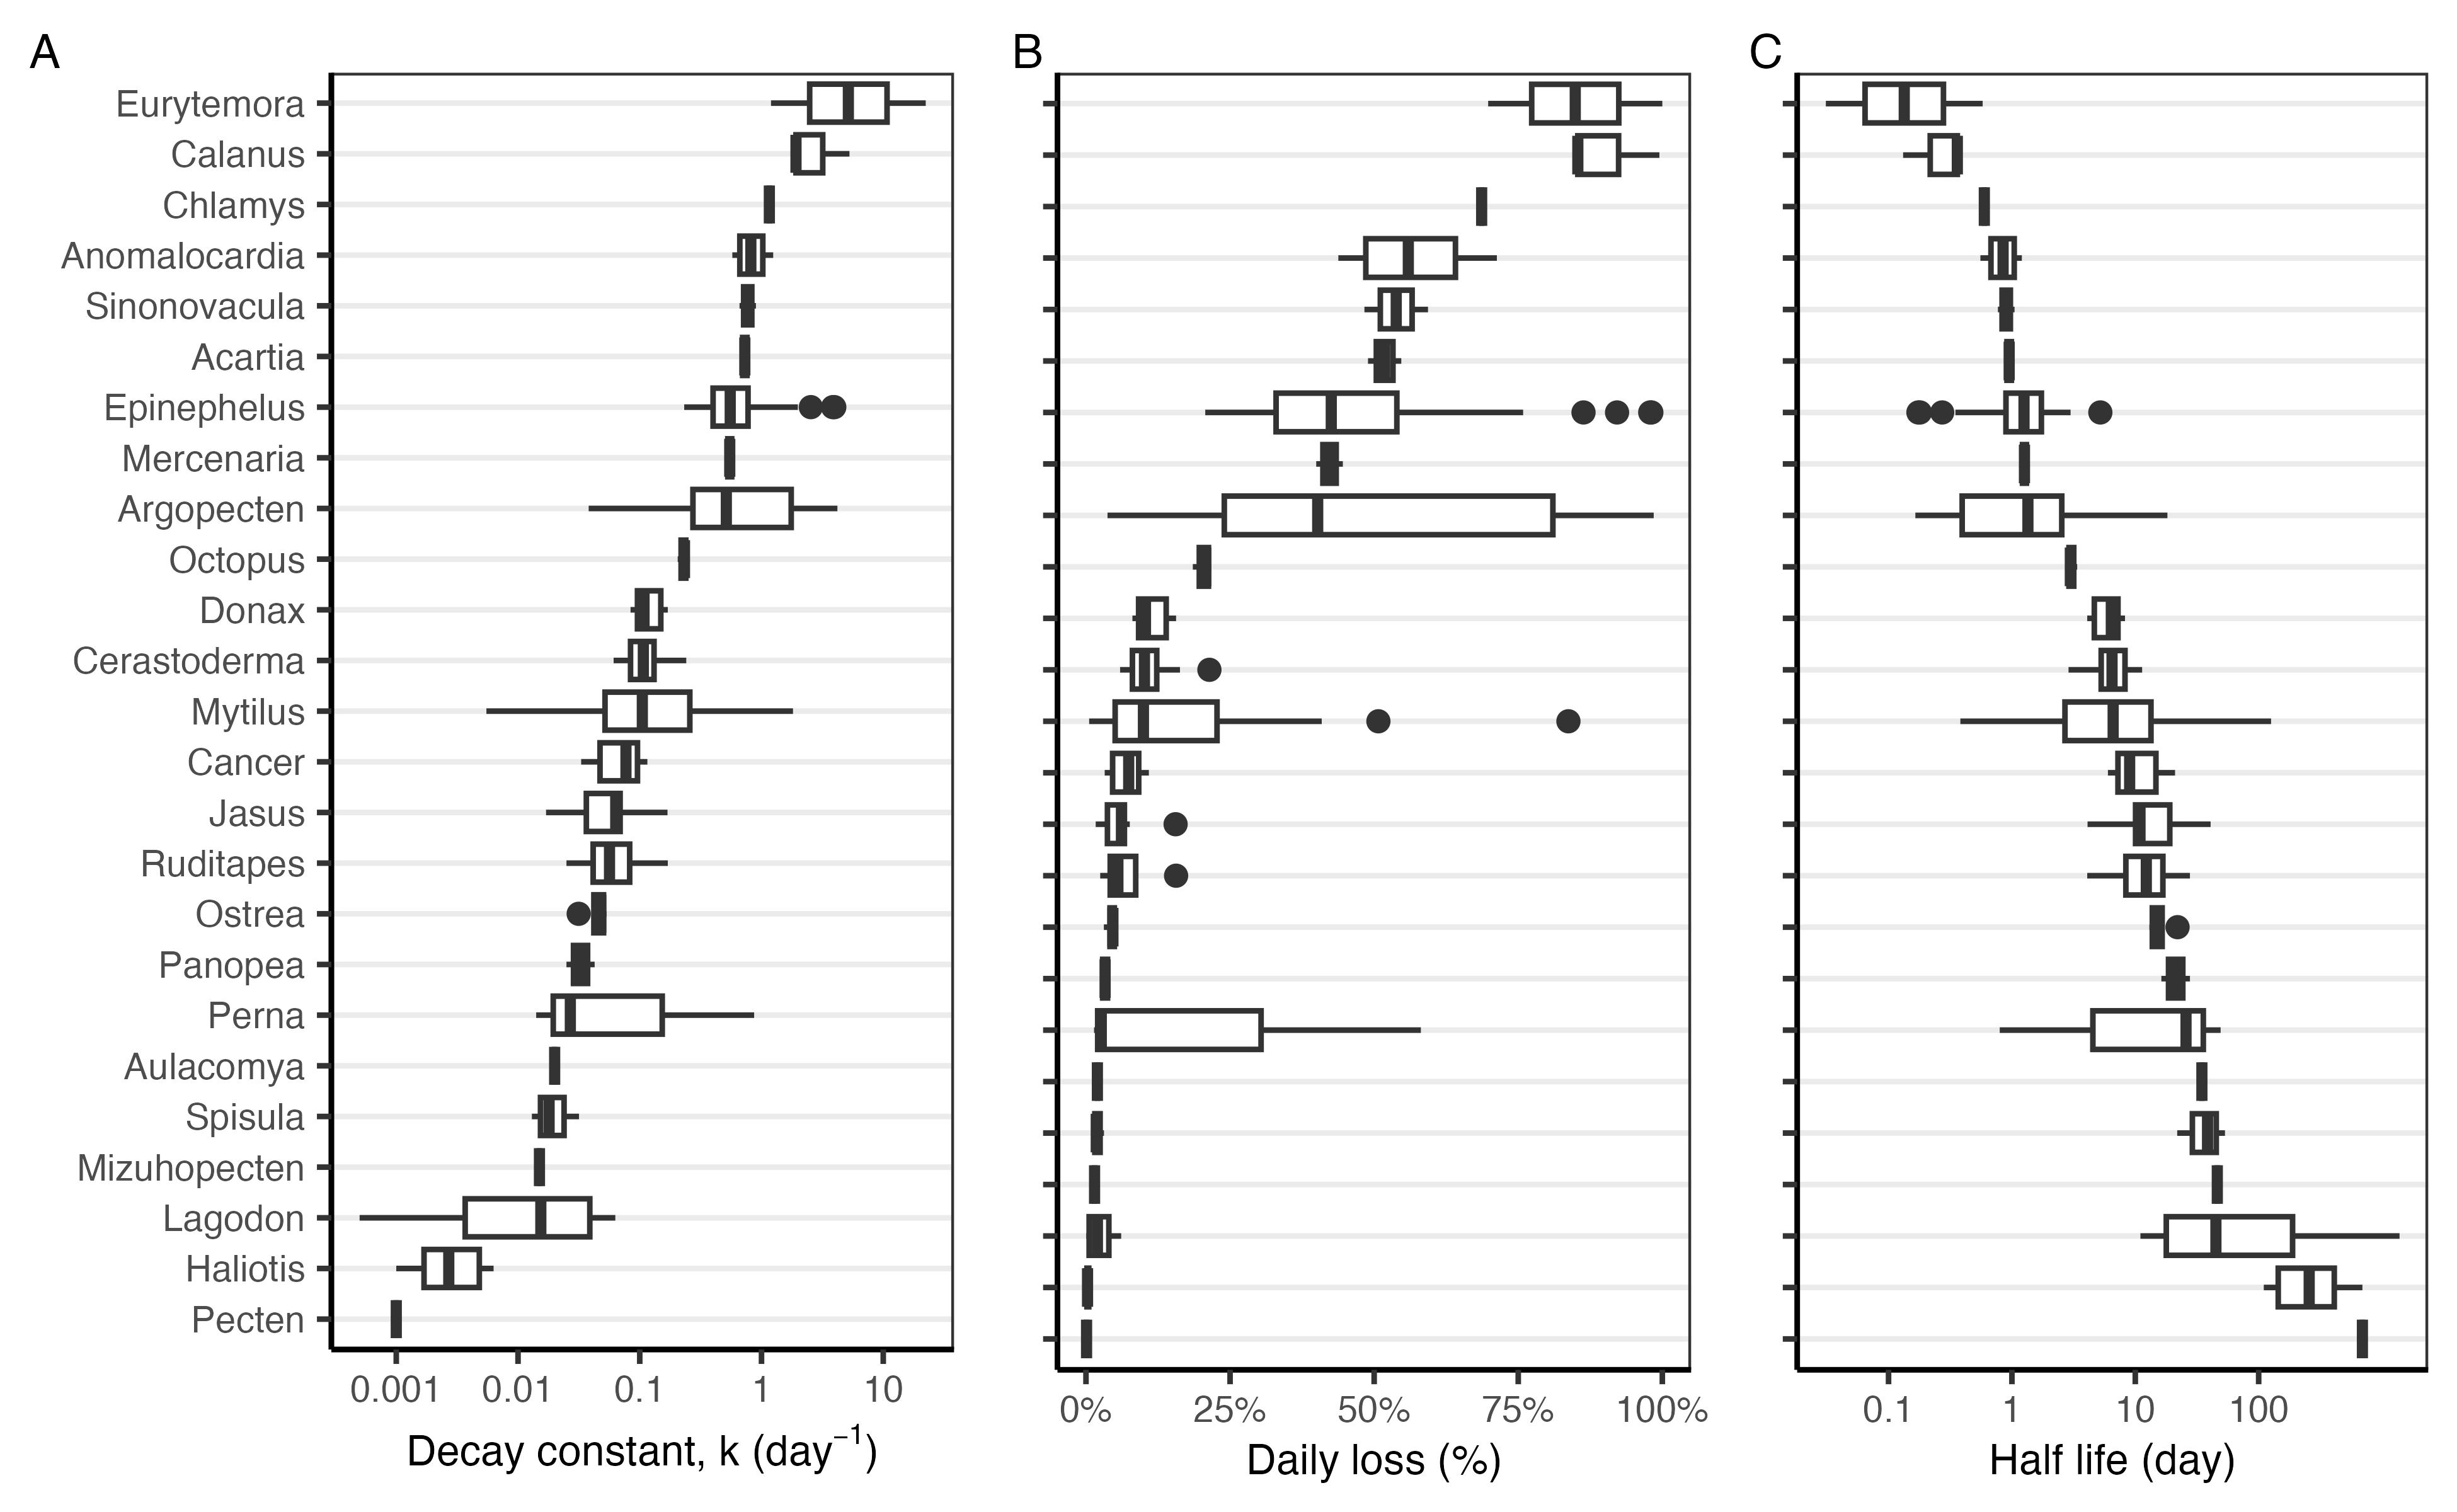 A B C
Eurytemora
Calanus
Chlamys
Anomalocardia
Sinonovacula
Acartia
Epinephelus
Mercenaria
Argopecten
Octopus
Donax
Cerastoderma
Mytilus
Cancer
Jasus
Ruditapes
Ostrea
Panopea
Perna
Aulacomya
Spisula
Mizuhopecten
Lagodon
Haliotis
Pecten
0.001 0.01 0.1 1 10
Decay constant, k (day⁻¹)
0% 25% 50% 75% 100%
Daily loss (%)
0.1 1 10 100
Half life (day)